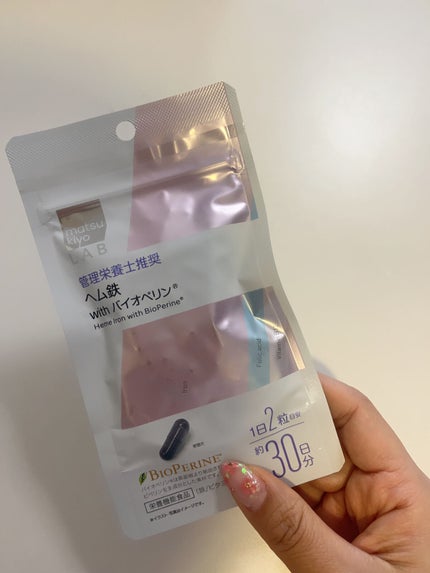 matsu
kiyo
LAB
管理栄養士推奨
ヘム鉄
with バイオペリン®
Heme Iron with BioPerine®
Iron
Folic acid
Vitamin
1日2粒目安
約30日分
BIOPERINE
栄養機能食品